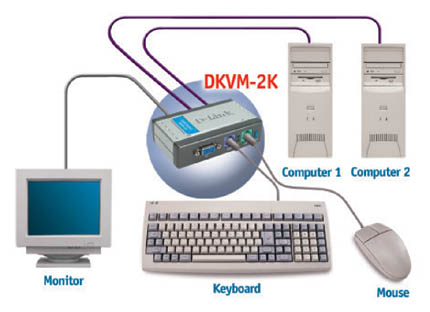 DKVM-2K
D-Link
Computer 1
Computer 2
Monitor
Keyboard
Mouse